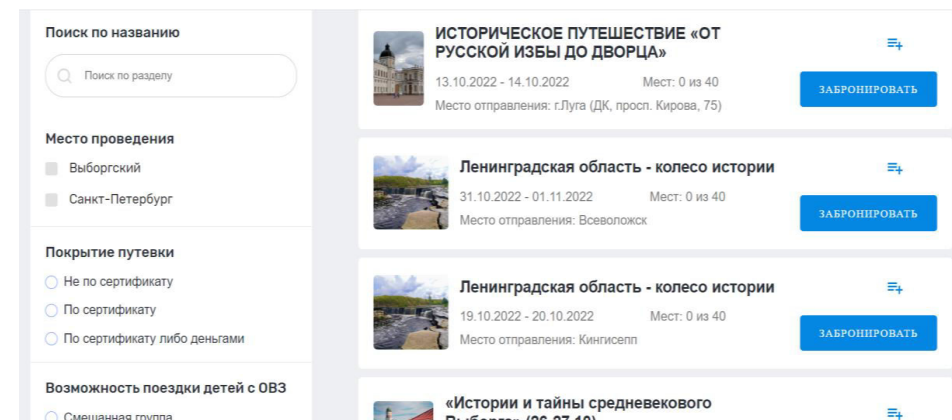 Поиск по названию
Поиск по разделу
Место проведения
Выборгский
Санкт-Петербург
Покрытие путевки
Не по сертификату
По сертификату
По сертификату либо деньгами
Возможность поездки детей с ОВЗ
Смешанная группа
ИСТОРИЧЕСКОЕ ПУТЕШЕСТВИЕ «ОТ
РУССКОЙ ИЗБЫ ДО ДВОРЦА»
13.10.2022 - 14.10.2022 Мест: 0 из 40
Место отправления: г.Луга (ДК, просп. Кирова, 75)
ЗАБРОНИРОВАТЬ
Ленинградская область - колесо истории
31.10.2022 - 01.11.2022 Мест: 0 из 40
Место отправления: Всеволожск
ЗАБРОНИРОВАТЬ
Ленинградская область - колесо истории
19.10.2022 - 20.10.2022 Мест: 0 из 40
Место отправления: Кингисепп
ЗАБРОНИРОВАТЬ
«Истории и тайны средневекового
Выборга» (26-27.10)